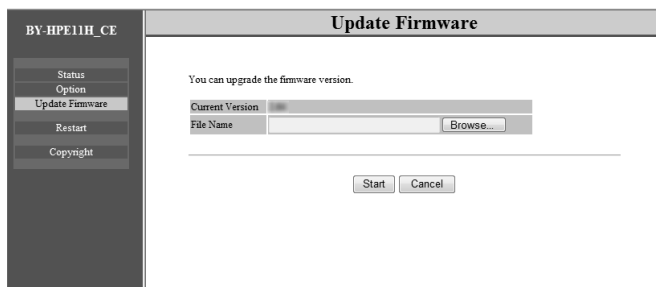 BY-HPE11H_CE
Status
Option
Update Firmware
Restart
Copyright
Update Firmware
You can upgrade the firmware version.
Current Version
File Name Browse...
Start Cancel